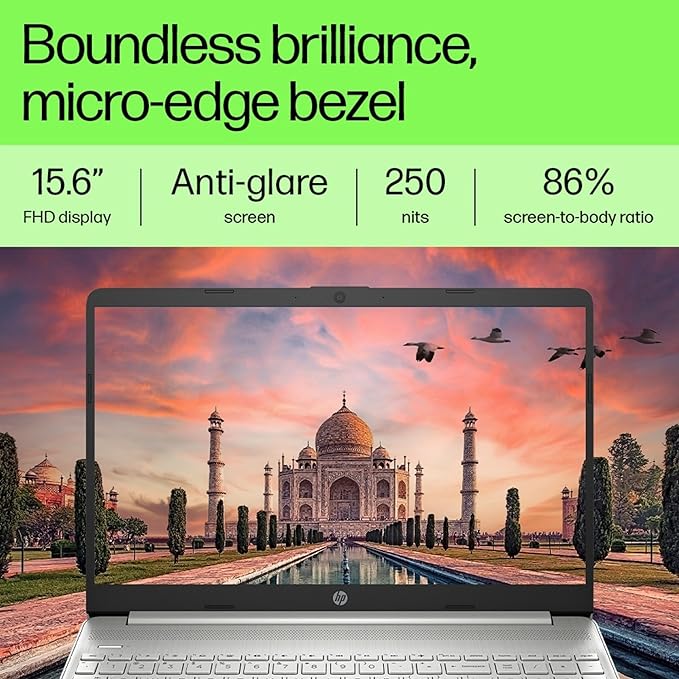 Boundless brilliance,
micro-edge bezel
15.6”
FHD display
Anti-glare
screen
250
nits
86%
screen-to-body ratio
hp